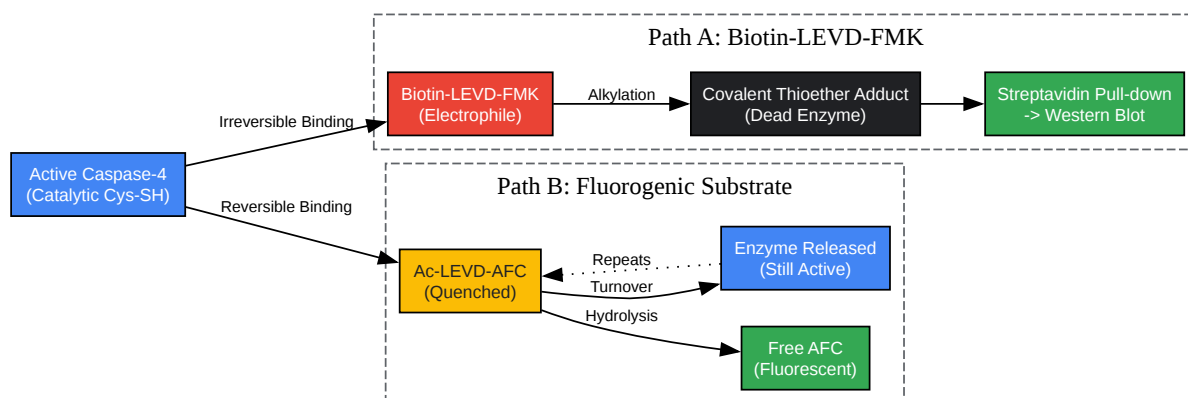 Path A: Biotin-LEVD-FMK
Biotin-LEVD-FMK
(Electrophile)
Alkylation
Covalent Thioether Adduct
(Dead Enzyme)
Streptavidin Pull-down
-> Western Blot
Irreversible Binding
Active Caspase-4
(Catalytic Cys-SH)
Reversible Binding
Path B: Fluorogenic Substrate
Ac-LEVD-AFC
(Quenched)
Repeats
Turnover
Hydrolysis
Enzyme Released
(Still Active)
Free AFC
(Fluorescent)